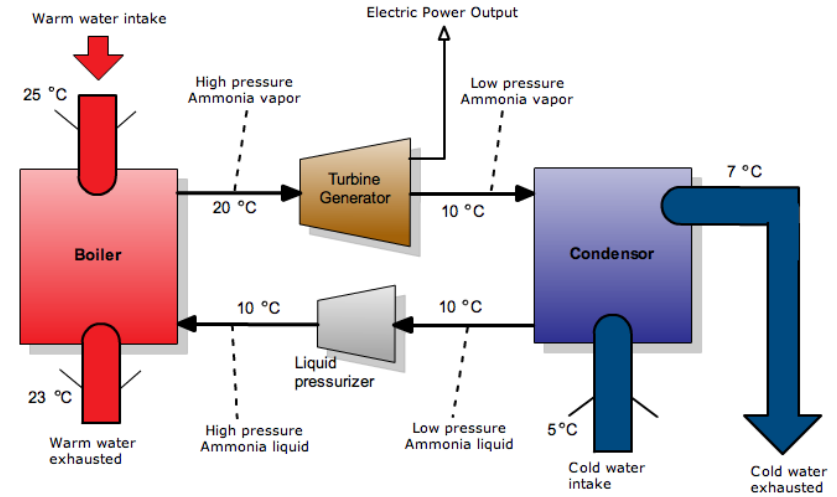 Electric Power Output
Warm water intake
25 °C
High pressure
Ammonia vapor
Low pressure
Ammonia vapor
Turbine
Generator
20 °C
10 °C
7 °C
Boiler
Condensor
10 °C
10 °C
Liquid
pressurizer
23 °C
High pressure
Ammonia liquid
Low pressure
Ammonia liquid
5°C
Warm water
exhausted
Cold water
intake
Cold water
exhausted